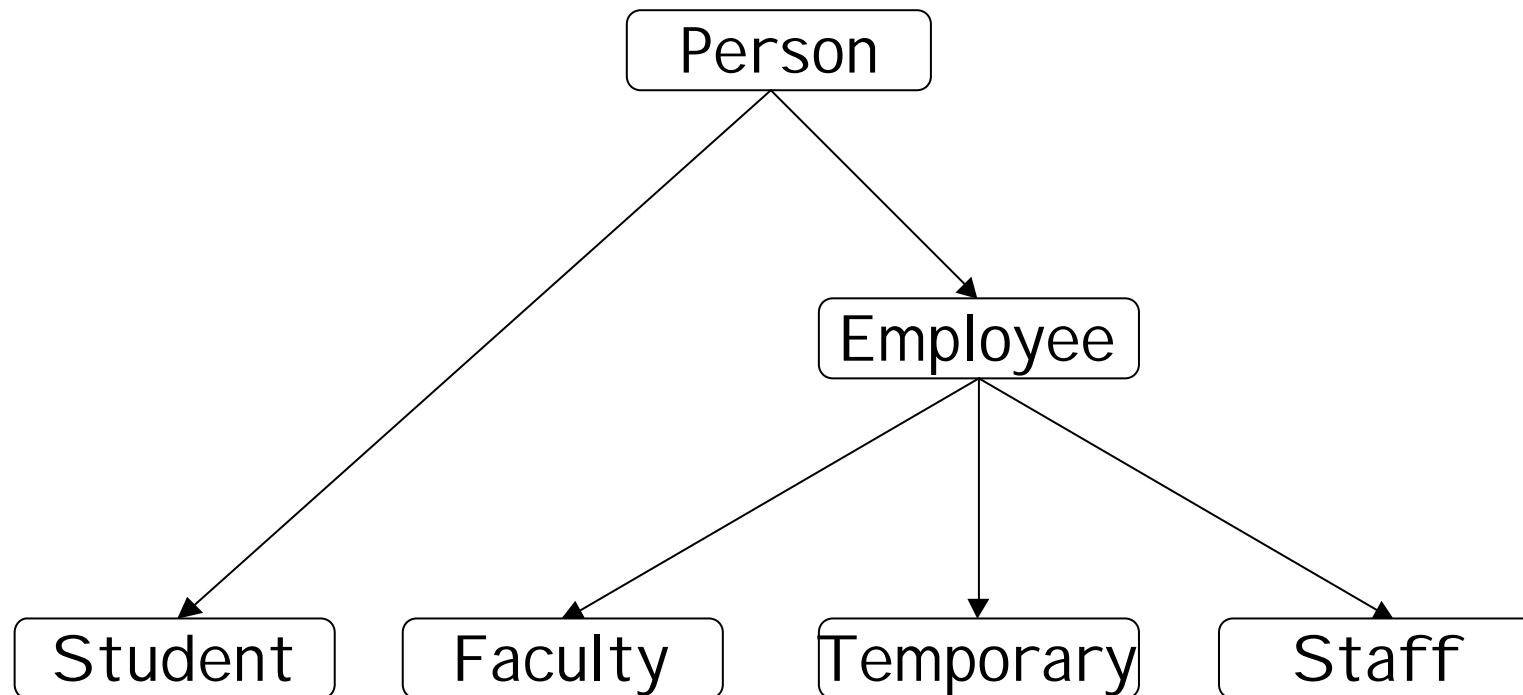 Person
Employee
Student
Faculty
Temporary
Staff